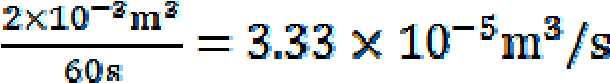 2×10⁻³m³/60s = 3.33 × 10⁻⁵m³/s